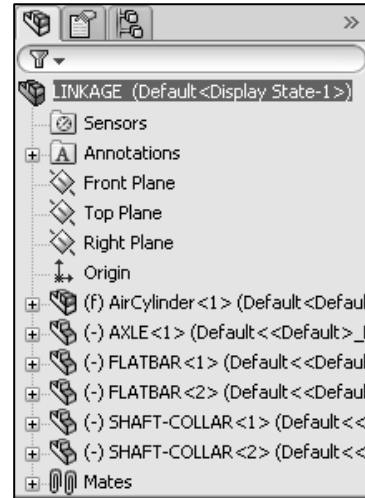 LINKAGE (Default<Display State-1>)
Sensors
A Annotations
Front Plane
Top Plane
Right Plane
Origin
(f) AirCylinder<1> (Default<Defaul
(-) AXLE<1> (Default<<Default>_
(-) FLATBAR<1> (Default<<Defaul
(-) FLATBAR<2> (Default<<Defaul
(-) SHAFT-COLLAR<1> (Default<<
(-) SHAFT-COLLAR<2> (Default<<
Mates